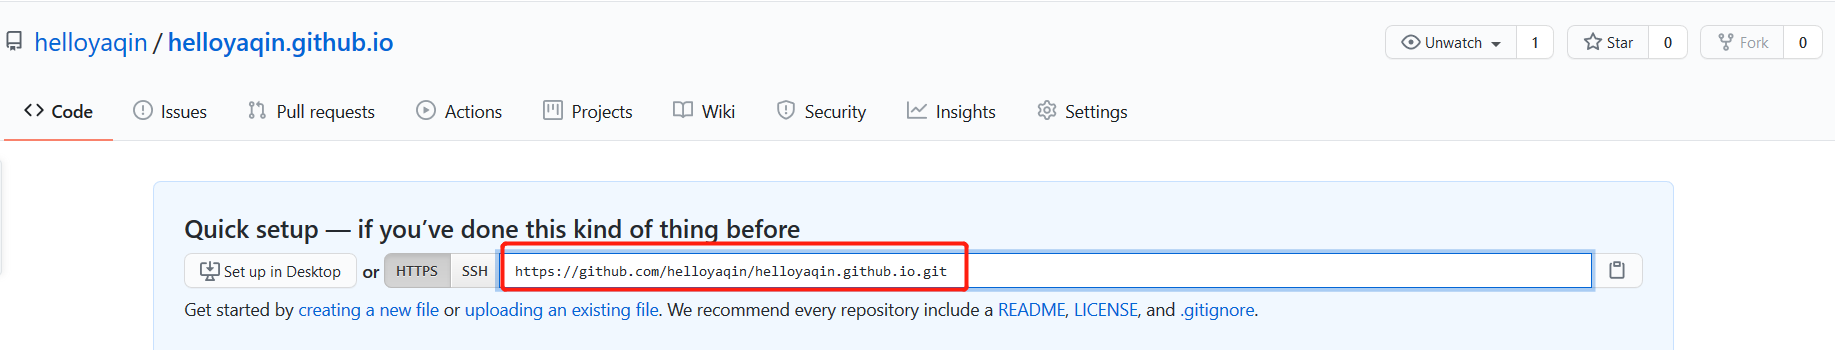 helloyaqin / helloyaqin.github.io Unwatch 1 Star 0 Fork 0
Code Issues Pull requests Actions Projects Wiki Security Insights Settings
Quick setup — if you’ve done this kind of thing before
Set up in Desktop or HTTPS SSH https://github.com/helloyaqin/helloyaqin.github.io.git
Get started by creating a new file or uploading an existing file. We recommend every repository include a README, LICENSE, and .gitignore.